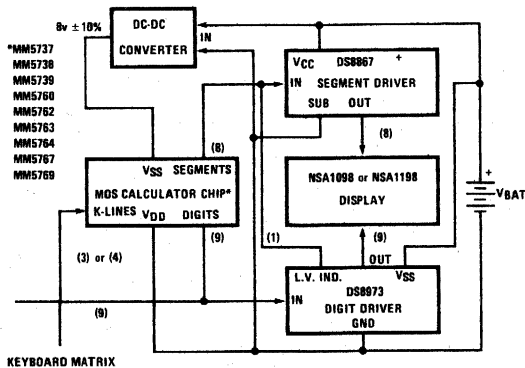 8v ± 10%
DC-DC
CONVERTER
IN
*MM5737
MM5738
MM5739
MM5760
MM5762
MM5763
MM5764
MM5767
MM5769
VCC DS8867 +
IN SEGMENT DRIVER
SUB OUT
(8)
(8)
VSS SEGMENTS
MOS CALCULATOR CHIP*
K-LINES VDD DIGITS
NSA1098 or NSA1198
DISPLAY
+
VBAT
(3) or (4)
(9)
(1)
(9)
OUT
L.V. IND. VSS
DS8973
IN DIGIT DRIVER
GND
(9)
KEYBOARD MATRIX